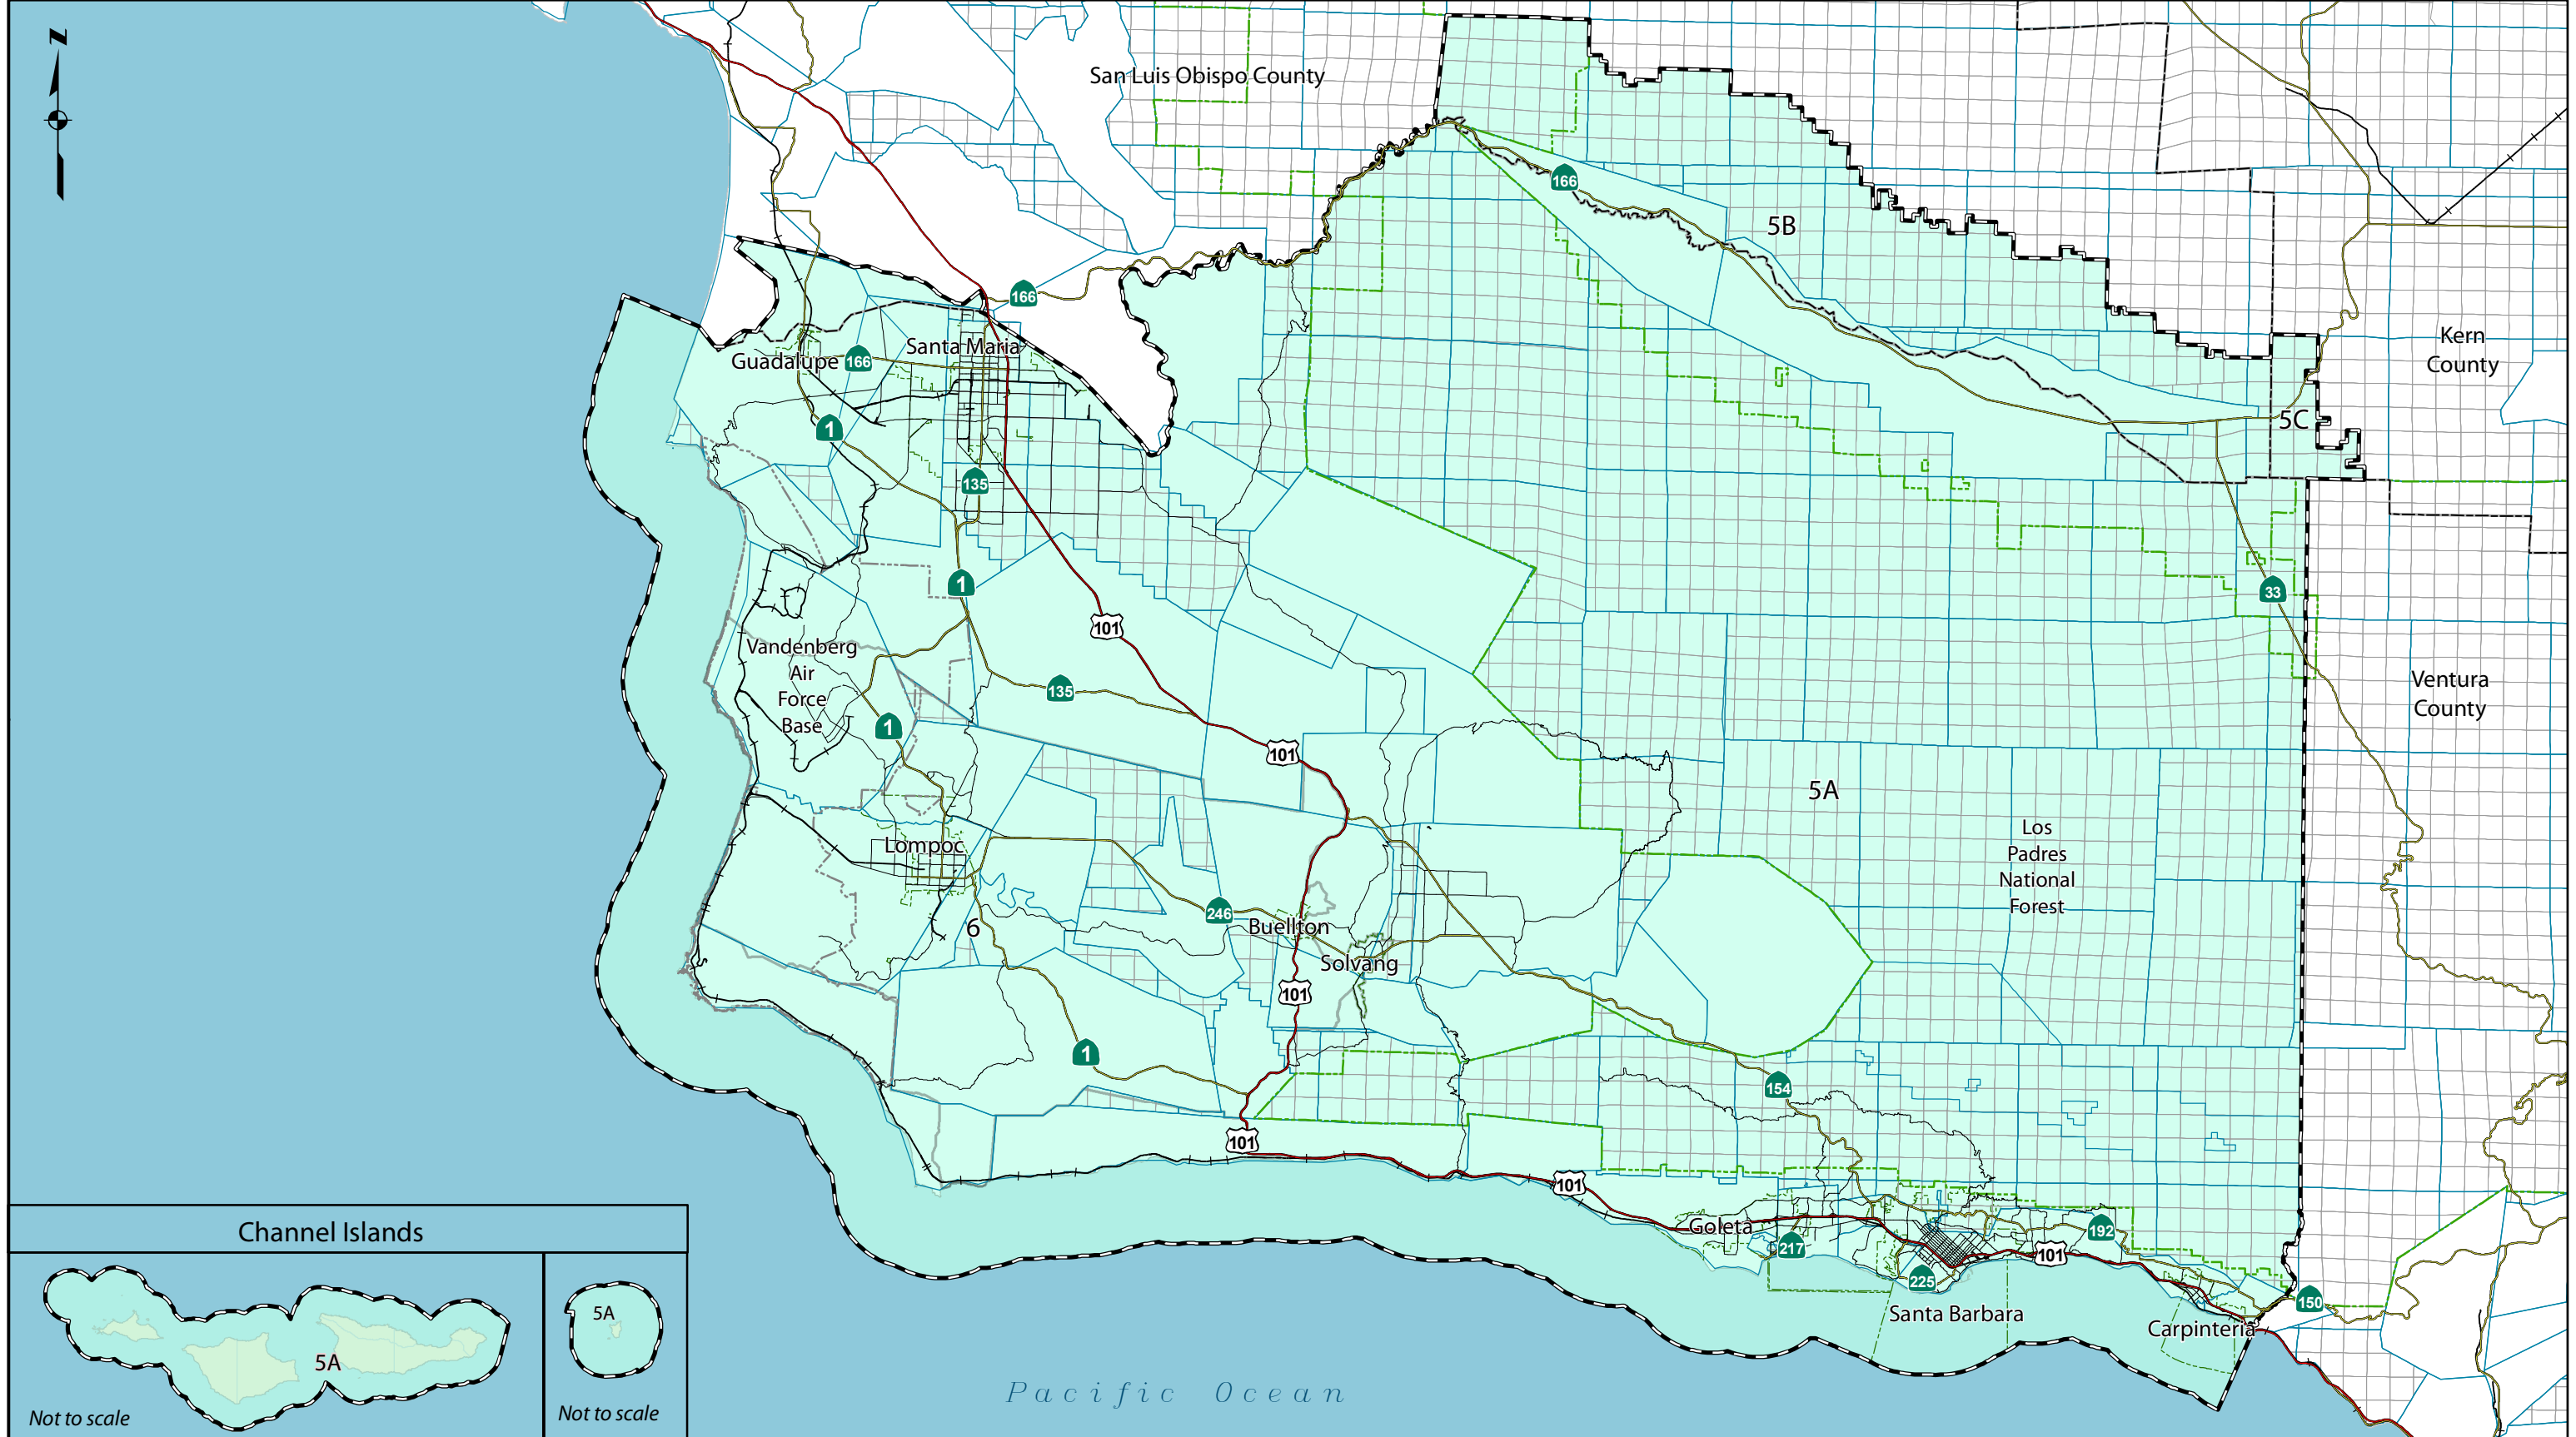 N
San Luis Obispo County
166
5B
166
Kern
County
Santa Maria
Guadalupe
166
5C
1
135
1
33
101
Vandenberg
Air
Force
Base
135
Ventura
County
1
101
5A
Los
Padres
National
Forest
Lompoc
246
6
Buellton
Solvang
101
1
154
101
101
Goleta
217
192
101
225
Santa Barbara
150
Carpinteria
Channel Islands
5A
5A
Not to scale
Not to scale
Pacific Ocean